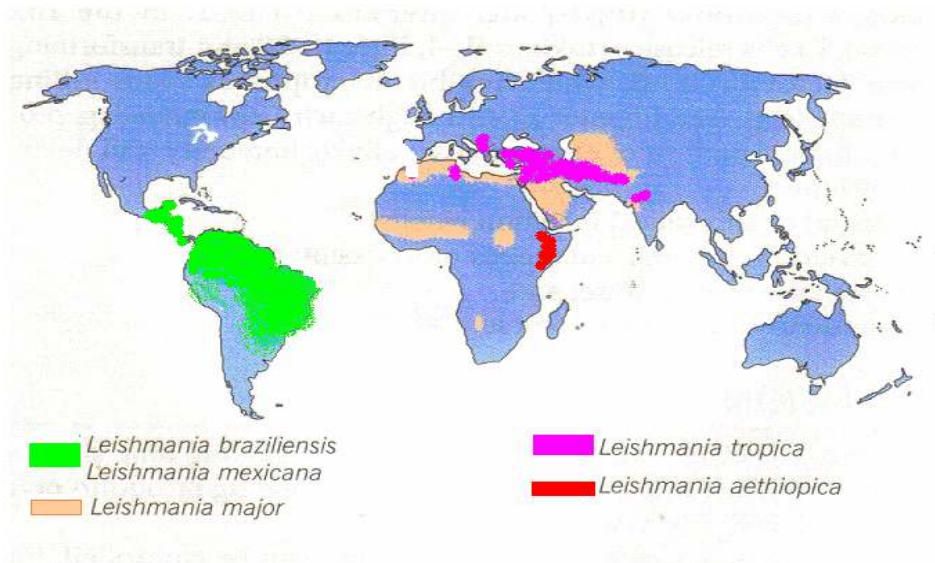 Leishmania braziliensis
Leishmania mexicana
Leishmania major
Leishmania tropica
Leishmania aethiopica